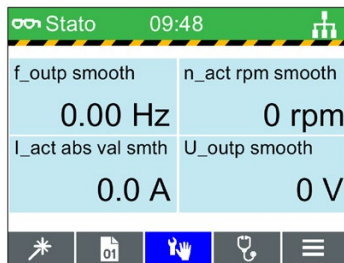 Stato 09:48
f_outp smooth
n_act rpm smooth
0.00 Hz
0 rpm
I_act abs val smth
U_outp smooth
0.0 A
0 V
01